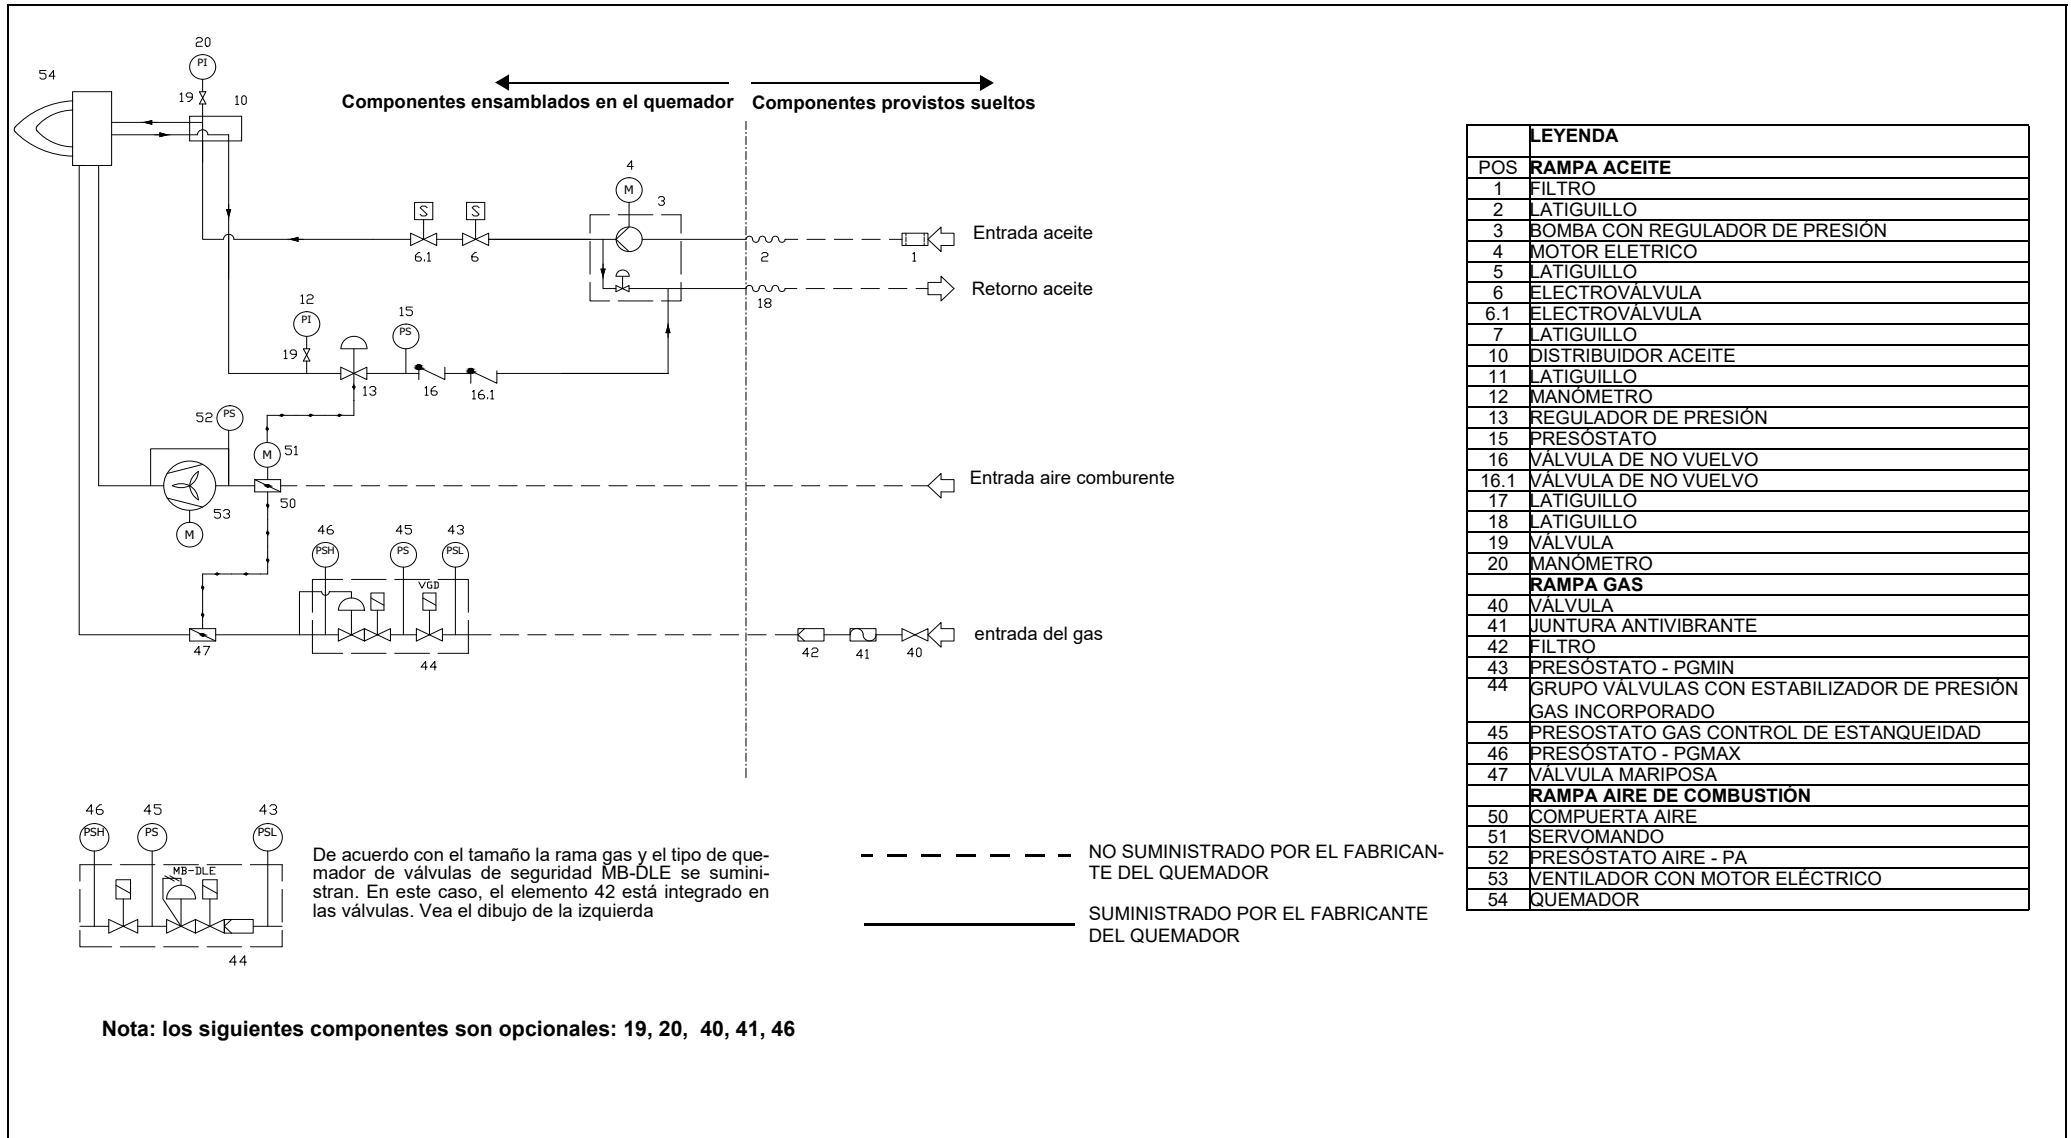 20
PI
54
19
10
Componentes ensamblados en el quemador
Componentes provistos sueltos
4
M
3
S
S
Entrada aceite
6.1
6
2
1
Retorno aceite
18
12
PI
15
PS
19
13
16
16.1
52
PS
M
51
Entrada aire comburente
53
50
M
46
45
43
PSH
PS
PSL
VGD
entrada del gas
47
44
42
41
40
46
45
43
PSH
PS
PSL
MB-DLE
44
De acuerdo con el tamaño la rama gas y el tipo de que-
mador de válvulas de seguridad MB-DLE se sumini-
stran. En este caso, el elemento 42 está integrado en
las válvulas. Vea el dibujo de la izquierda
NO SUMINISTRADO POR EL FABRICAN-
TE DEL QUEMADOR
SUMINISTRADO POR EL FABRICANTE
DEL QUEMADOR
Nota: los siguientes componentes son opcionales: 19, 20, 40, 41, 46
LEYENDA
POS RAMPA ACEITE
1 FILTRO
2 LATIGUILLO
3 BOMBA CON REGULADOR DE PRESIÓN
4 MOTOR ELETRICO
5 LATIGUILLO
6 ELECTROVÁLVULA
6.1 ELECTROVÁLVULA
7 LATIGUILLO
10 DISTRIBUIDOR ACEITE
11 LATIGUILLO
12 MANÓMETRO
13 REGULADOR DE PRESIÓN
15 PRESÓSTATO
16 VÁLVULA DE NO VUELVO
16.1 VÁLVULA DE NO VUELVO
17 LATIGUILLO
18 LATIGUILLO
19 VÁLVULA
20 MANÓMETRO
RAMPA GAS
40 VÁLVULA
41 JUNTURA ANTIVIBRANTE
42 FILTRO
43 PRESÓSTATO - PGMIN
44 GRUPO VÁLVULAS CON ESTABILIZADOR DE PRESIÓN
GAS INCORPORADO
45 PRESOSTATO GAS CONTROL DE ESTANQUEIDAD
46 PRESÓSTATO - PGMAX
47 VÁLVULA MARIPOSA
RAMPA AIRE DE COMBUSTIÓN
50 COMPUERTA AIRE
51 SERVOMANDO
52 PRESÓSTATO AIRE - PA
53 VENTILADOR CON MOTOR ELÉCTRICO
54 QUEMADOR